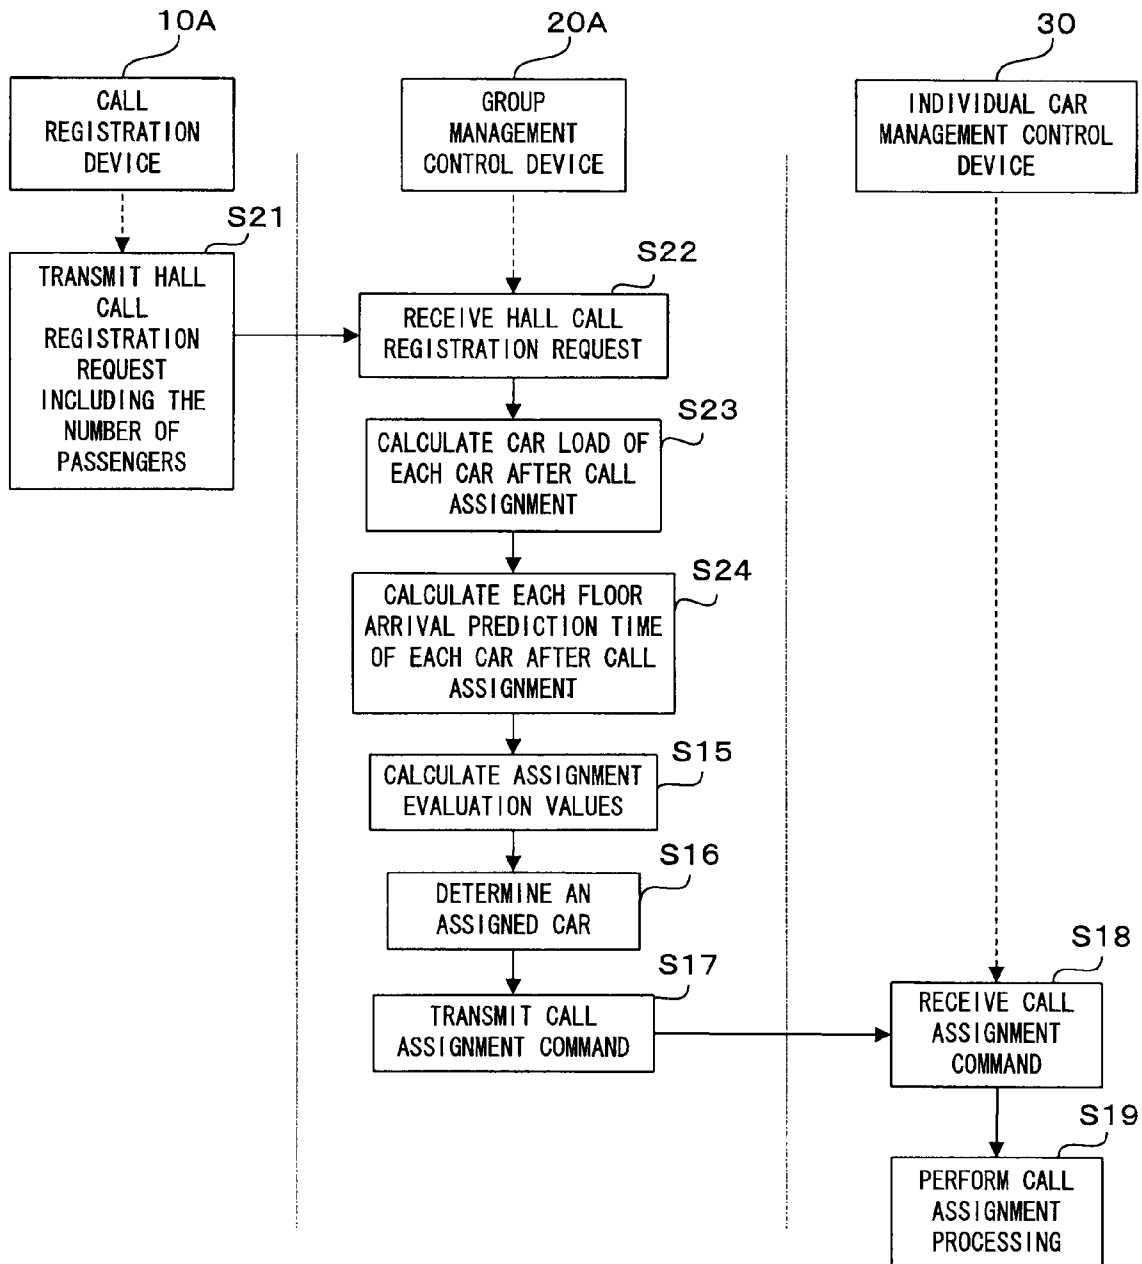 10A
CALL
REGISTRATION
DEVICE
20A
GROUP
MANAGEMENT
CONTROL DEVICE
30
INDIVIDUAL CAR
MANAGEMENT CONTROL
DEVICE
S21
TRANSMIT HALL
CALL
REGISTRATION
REQUEST
INCLUDING THE
NUMBER OF
PASSENGERS
S22
RECEIVE HALL CALL
REGISTRATION REQUEST
S23
CALCULATE CAR LOAD OF
EACH CAR AFTER CALL
ASSIGNMENT
S24
CALCULATE EACH FLOOR
ARRIVAL PREDICTION TIME
OF EACH CAR AFTER CALL
ASSIGNMENT
S15
CALCULATE ASSIGNMENT
EVALUATION VALUES
S16
DETERMINE AN
ASSIGNED CAR
S17
TRANSMIT CALL
ASSIGNMENT COMMAND
S18
RECEIVE CALL
ASSIGNMENT
COMMAND
S19
PERFORM CALL
ASSIGNMENT
PROCESSING